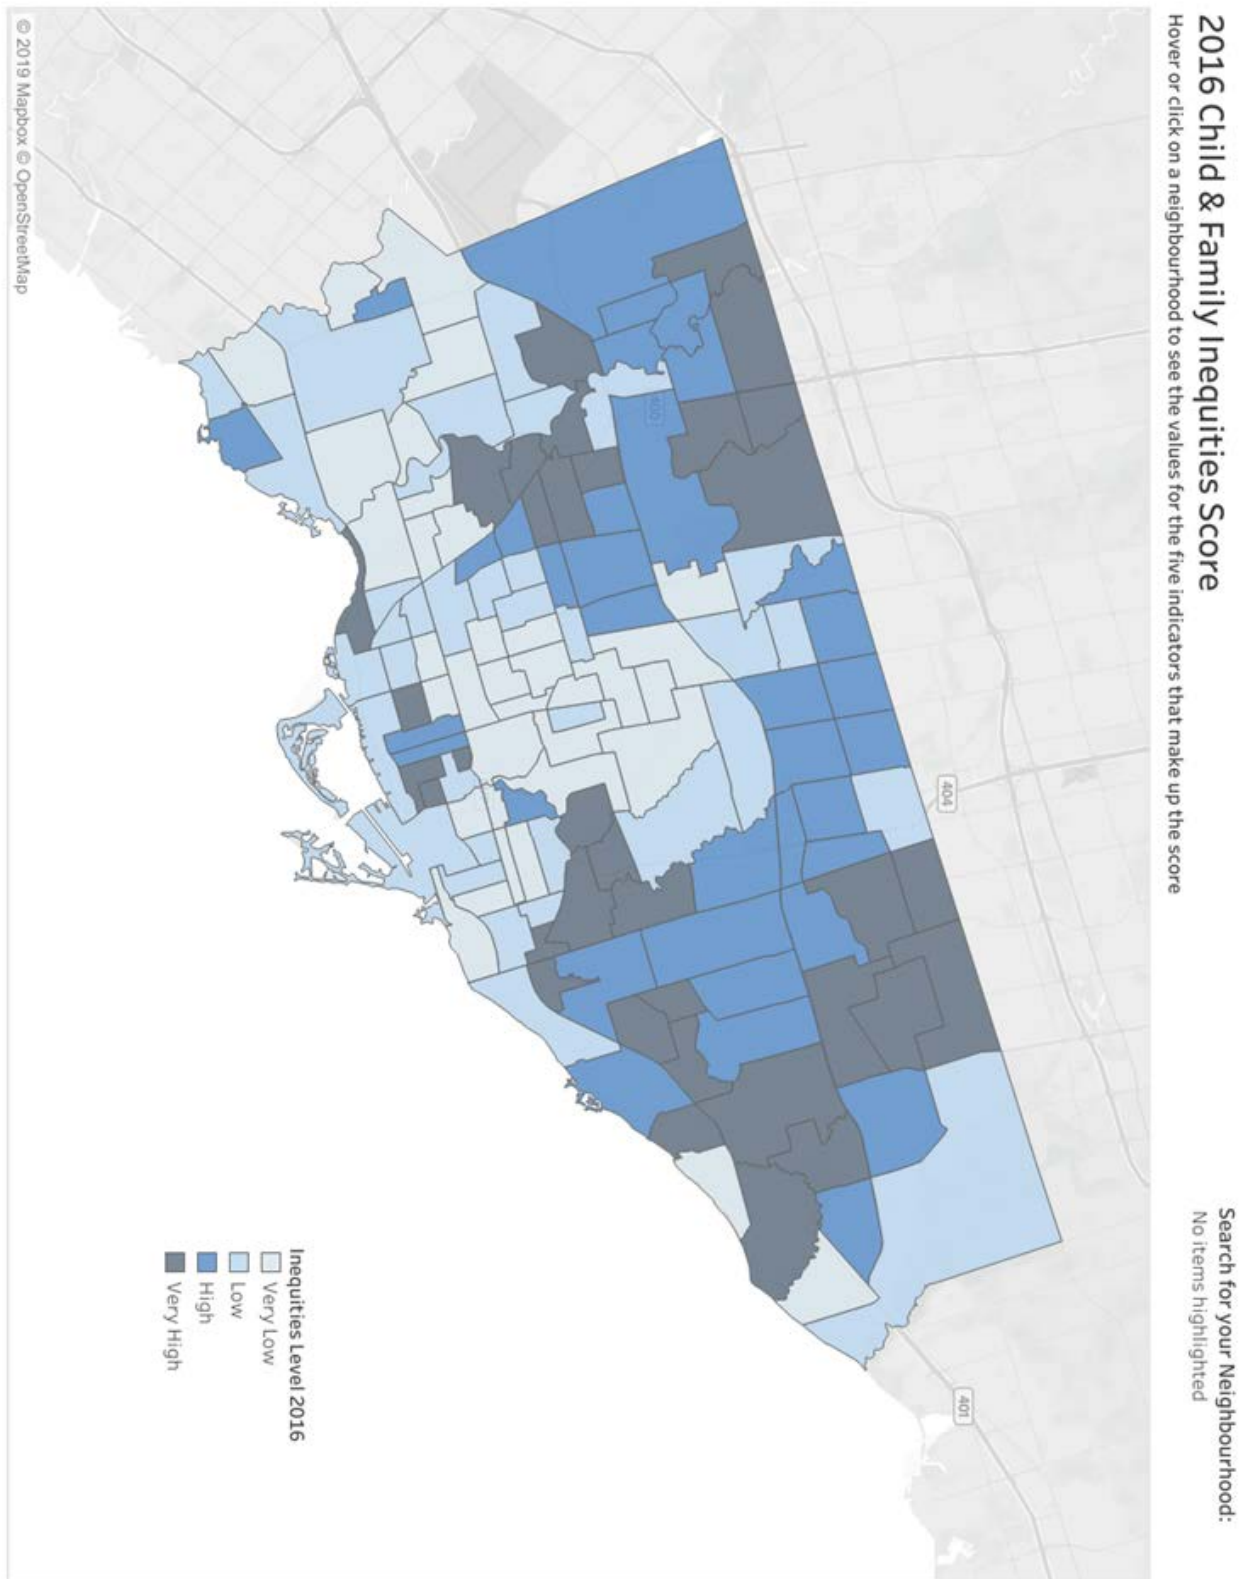 2016 Child & Family Inequities Score
Hover or click on a neighbourhood to see the values for the five indicators that make up the score
Search for your Neighbourhood:
No items highlighted
400
404
401
Inequities Level 2016
Very Low
Low
High
Very High
© 2019 Mapbox © OpenStreetMap